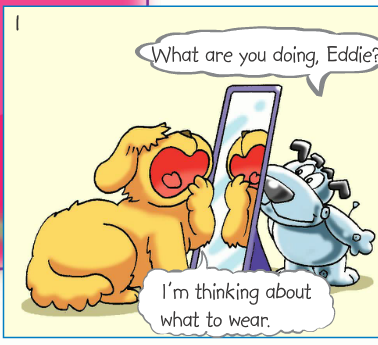 1
What are you doing, Eddie?
I'm thinking about
what to wear.